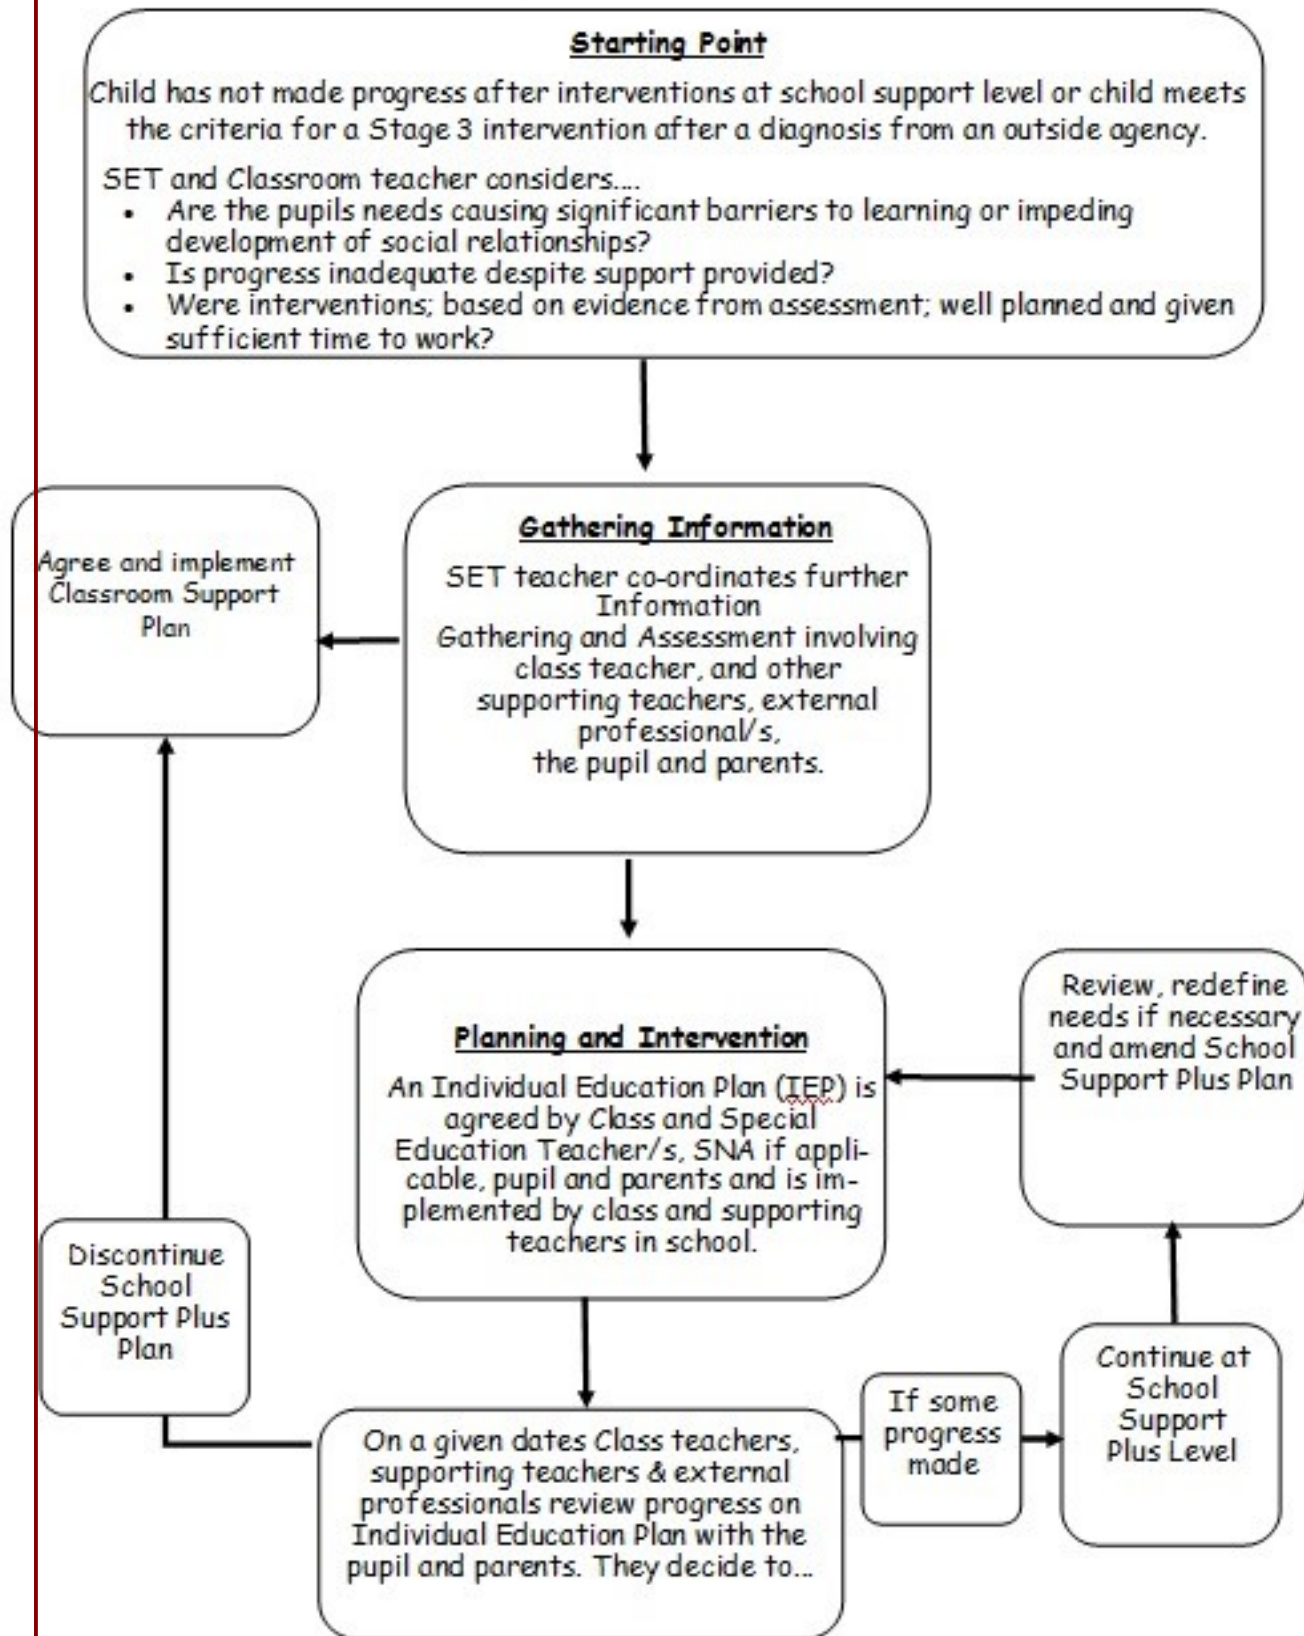 Starting Point
Child has not made progress after interventions at school support level or child meets
the criteria for a Stage 3 intervention after a diagnosis from an outside agency.
SET and Classroom teacher considers....
• Are the pupils needs causing significant barriers to learning or impeding
development of social relationships?
• Is progress inadequate despite support provided?
• Were interventions; based on evidence from assessment; well planned and given
sufficient time to work?
Agree and implement
Classroom Support
Plan
Gathering Information
SET teacher co-ordinates further
Information
Gathering and Assessment involving
class teacher, and other
supporting teachers, external
professional/s,
the pupil and parents.
Planning and Intervention
An Individual Education Plan (IEP) is
agreed by Class and Special
Education Teacher/s, SNA if appli-
cable, pupil and parents and is im-
plemented by class and supporting
teachers in school.
Review, redefine
needs if necessary
and amend School
Support Plus Plan
Discontinue
School
Support Plus
Plan
On a given dates Class teachers,
supporting teachers & external
professionals review progress on
Individual Education Plan with the
pupil and parents. They decide to...
If some
progress
made
Continue at
School
Support
Plus Level